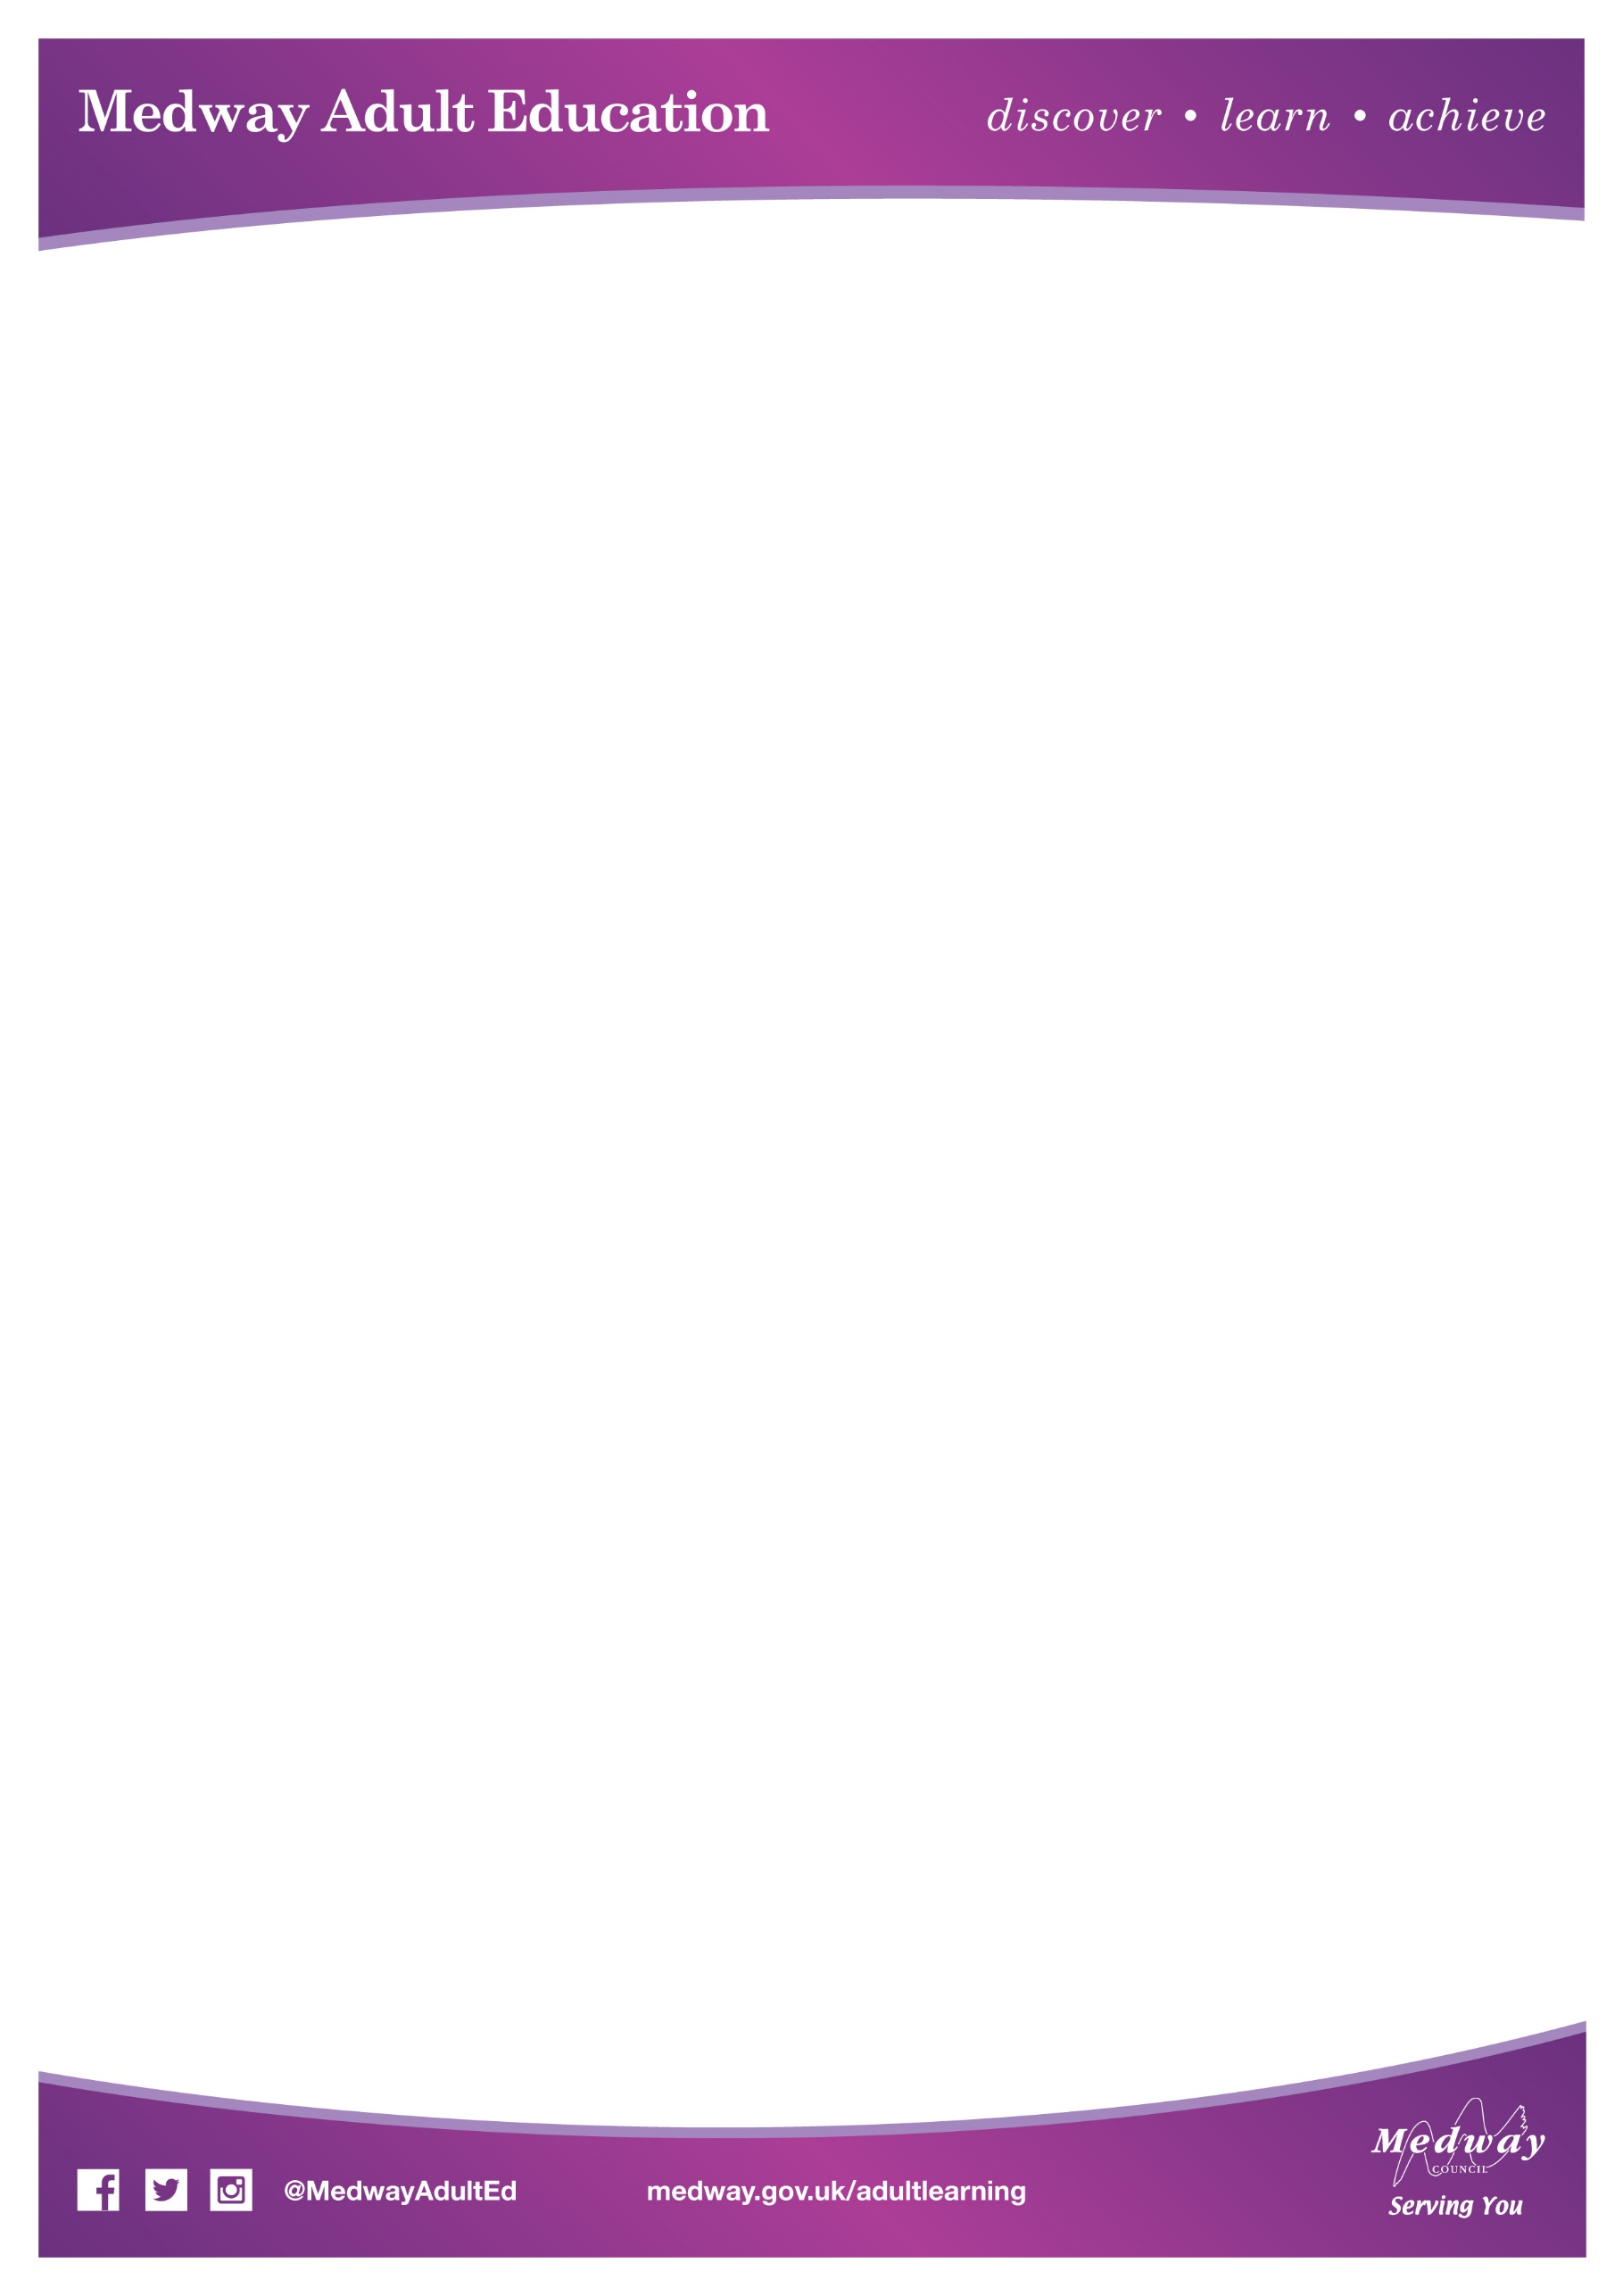 Medway Adult Education
discover • learn • achieve
@MedwayAdultEd
medway.gov.uk/adultlearning
Medway
COUNCIL
Serving You